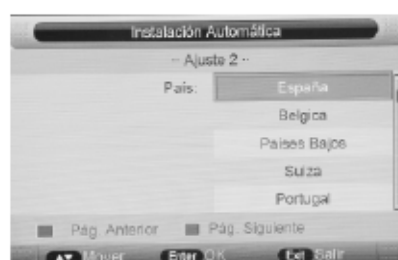 Instalación Automática
-- Ajuste 2 --
País: España
Belgica
Paises Bajos
Suiza
Portugal
Pág. Anterior Pág. Siguiente
▲▼ Mover Enter OK Exit Salir